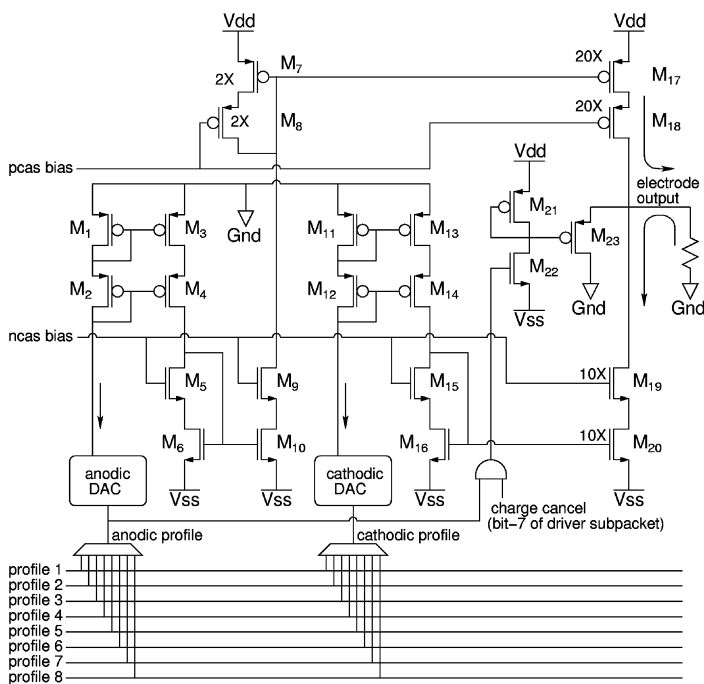 Vdd
Vdd
2X
M7
20X
M17
2X
M8
20X
M18
pcas bias
Vdd
electrode
output
M1
M3
Gnd
M11
M13
M21
M23
M2
M4
M12
M14
M22
Gnd
Gnd
Vss
ncas bias
M5
M9
M15
10X
M19
M6
M10
M16
10X
M20
anodic
DAC
cathodic
DAC
Vss
Vss
Vss
Vss
charge cancel
(bit-7 of driver subpacket)
anodic profile
cathodic profile
profile 1
profile 2
profile 3
profile 4
profile 5
profile 6
profile 7
profile 8